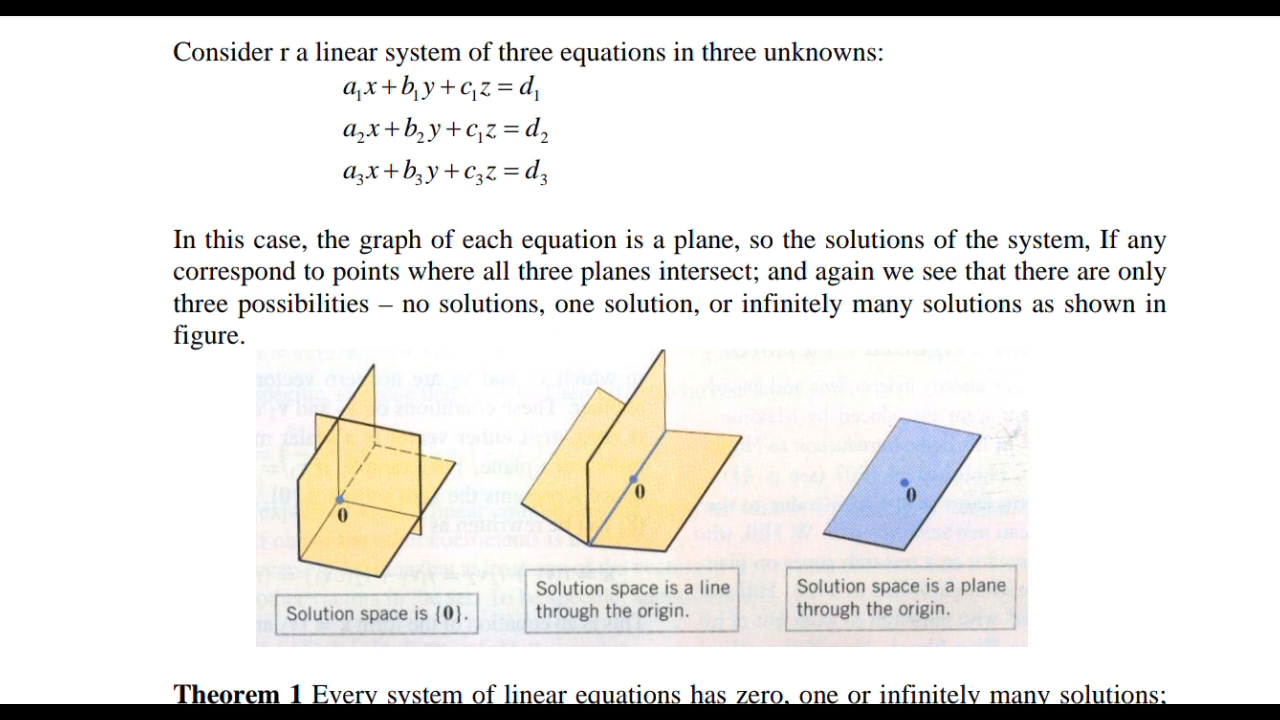 Consider r a linear system of three equations in three unknowns:
a₁x + b₁y + c₁z = d₁
a₂x + b₂y + c₁z = d₂
a₃x + b₃y + c₃z = d₃
In this case, the graph of each equation is a plane, so the solutions of the system, If any
correspond to points where all three planes intersect; and again we see that there are only
three possibilities – no solutions, one solution, or infinitely many solutions as shown in
figure.
0
0
0
Solution space is {0}.
Solution space is a line
through the origin.
Solution space is a plane
through the origin.
Theorem 1 Every system of linear equations has zero, one or infinitely many solutions;